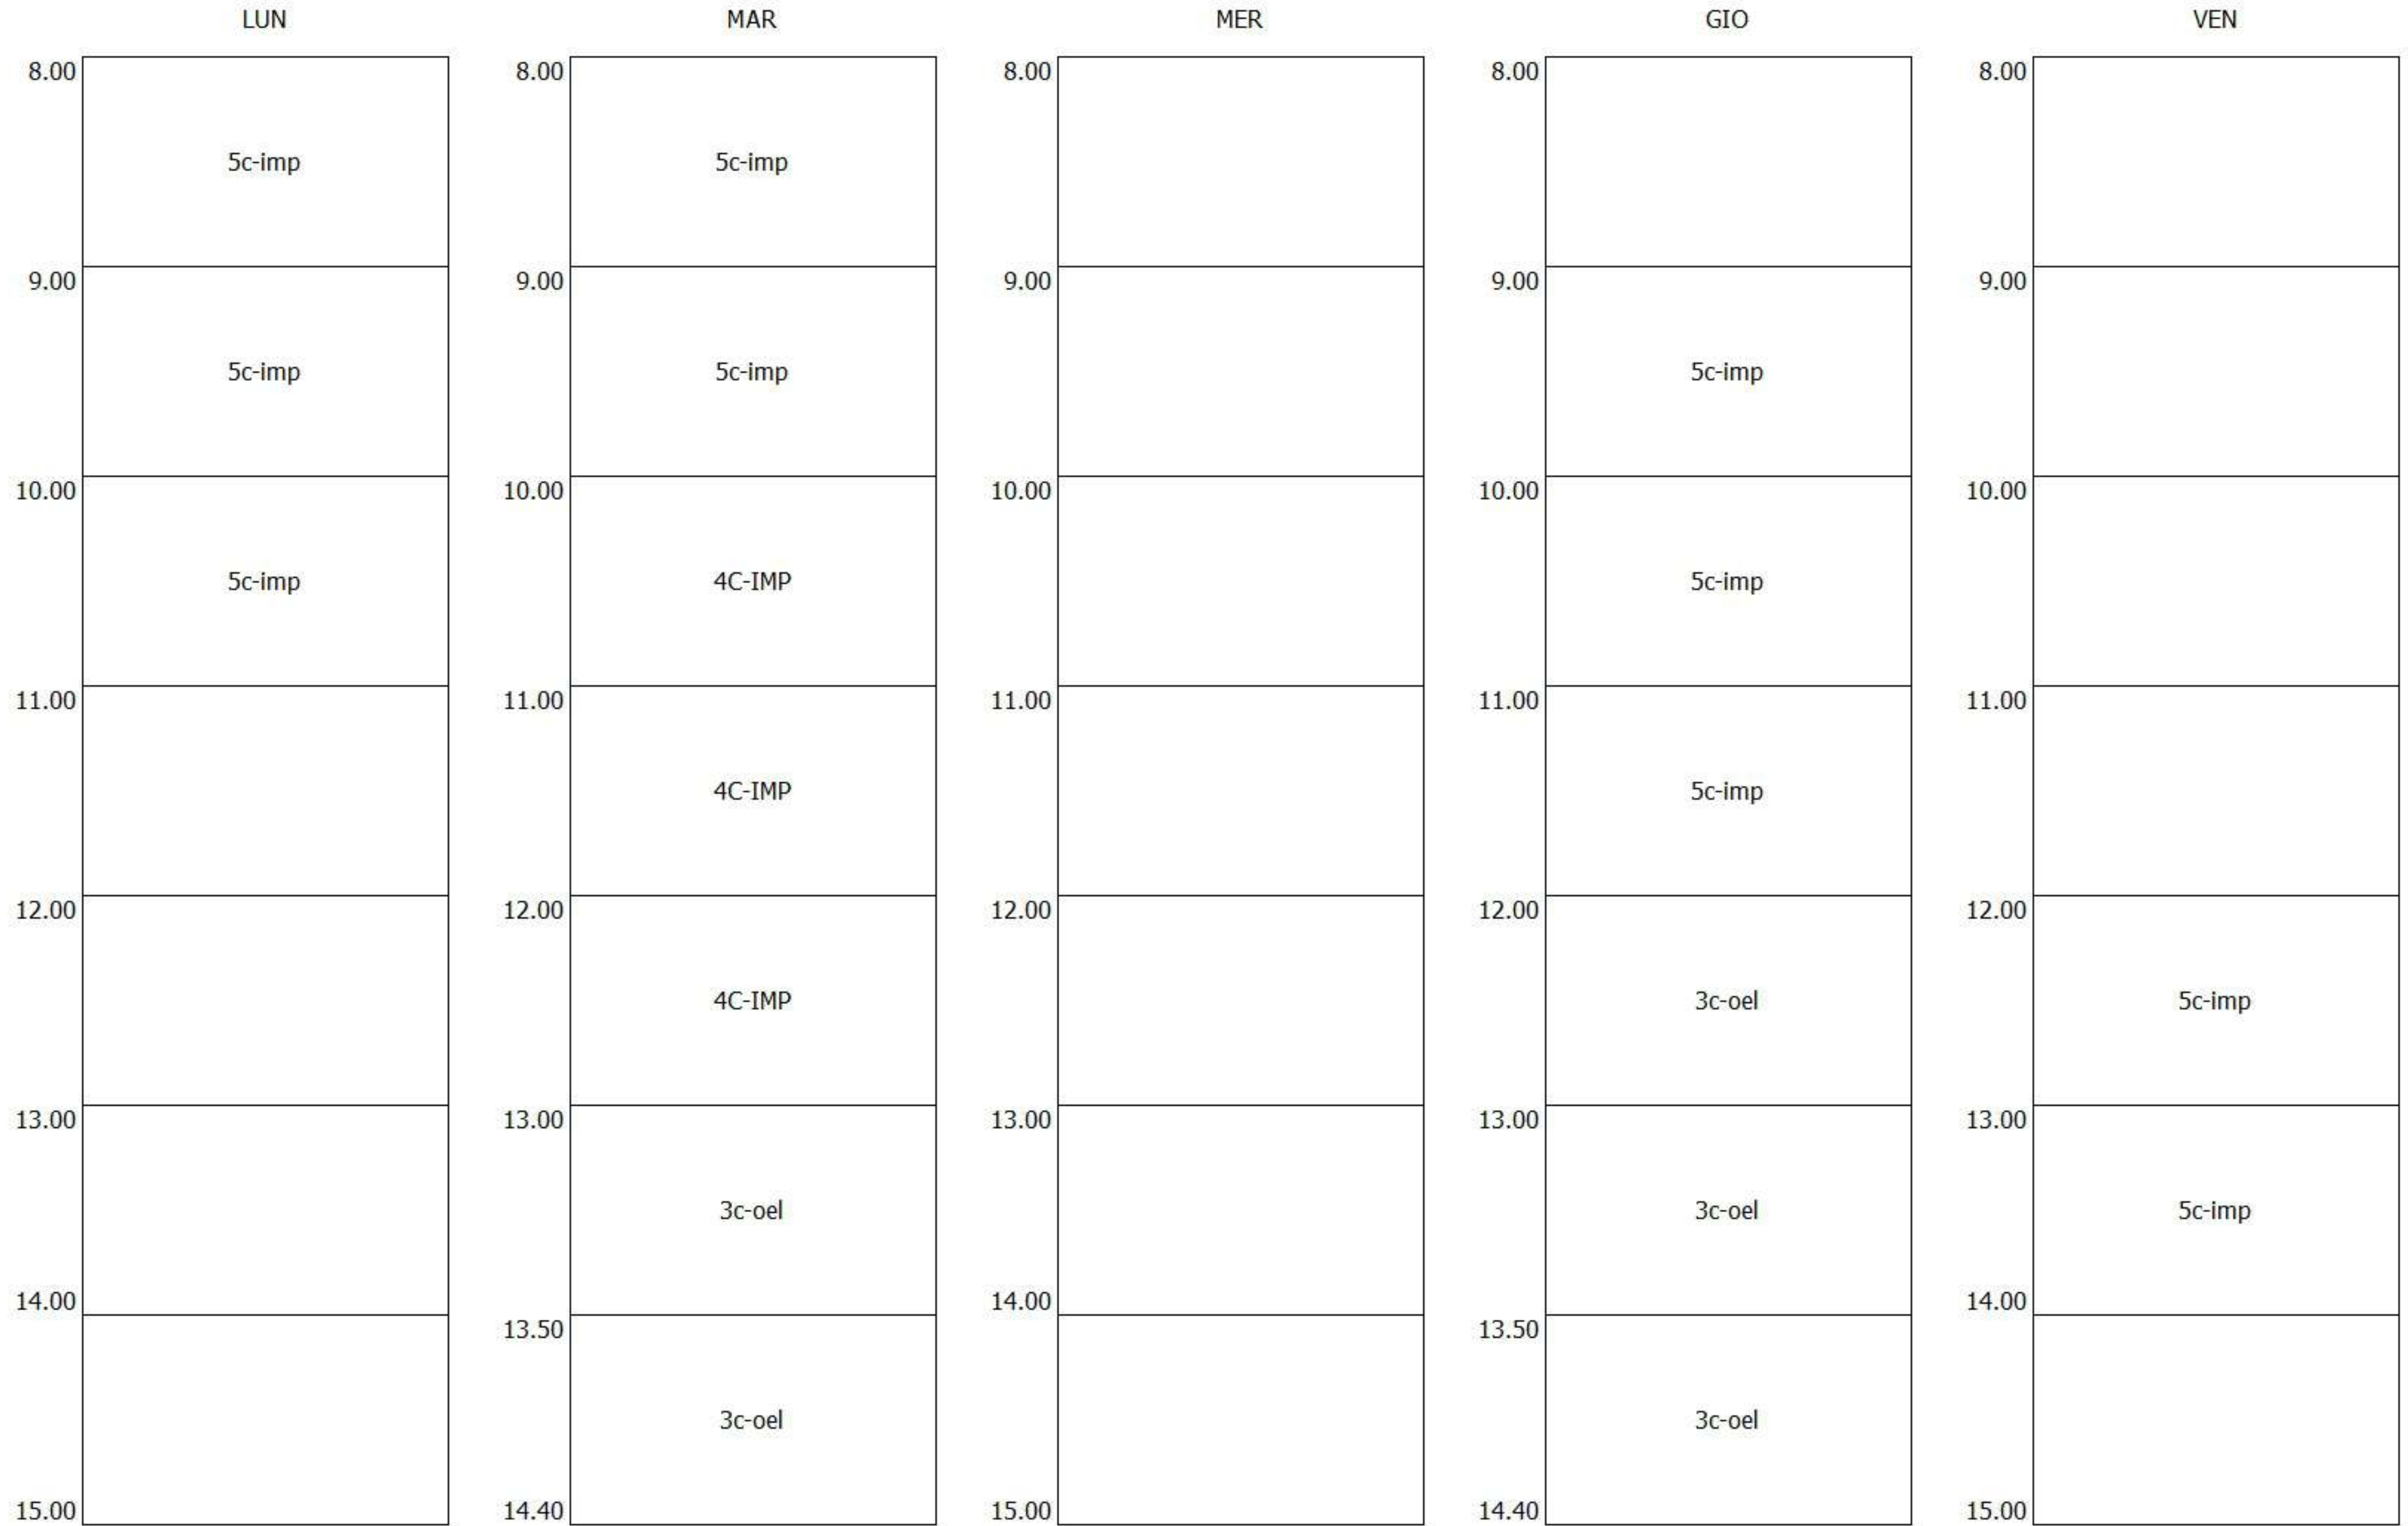 LUN MAR MER GIO VEN
8.00 8.00 8.00 8.00 8.00
5c-imp 5c-imp
9.00 9.00 9.00 9.00 9.00
5c-imp 5c-imp 5c-imp
10.00 10.00 10.00 10.00 10.00
5c-imp 4C-IMP 5c-imp
11.00 11.00 11.00 11.00 11.00
4C-IMP 5c-imp
12.00 12.00 12.00 12.00 12.00
4C-IMP 3c-oel 5c-imp
13.00 13.00 13.00 13.00 13.00
3c-oel 3c-oel 5c-imp
14.00 14.00 14.00
13.50 13.50
3c-oel 3c-oel
15.00 14.40 15.00 14.40 15.00